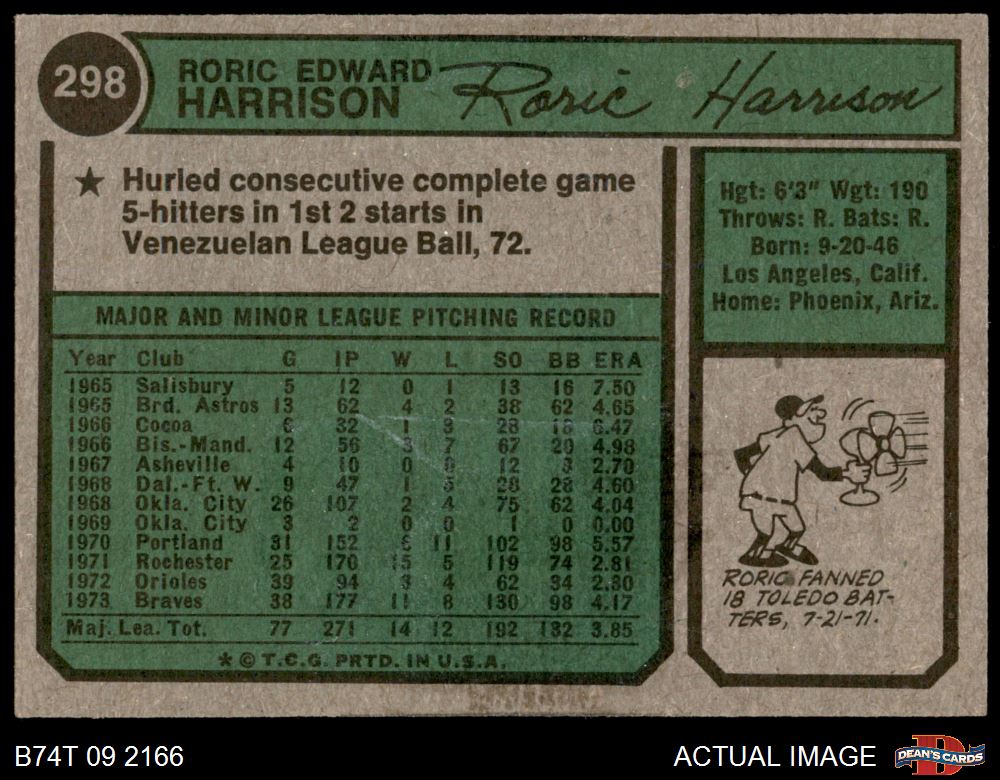 298
RORIC EDWARD
HARRISON
Roric Harrison
★ Hurled consecutive complete game
5-hitters in 1st 2 starts in
Venezuelan League Ball, 72.
Hgt: 6'3" Wgt: 190
Throws: R. Bats: R.
Born: 9-20-46
Los Angeles, Calif.
Home: Phoenix, Ariz.
MAJOR AND MINOR LEAGUE PITCHING RECORD
Year Club G IP W L SO BB ERA
1965 Salisbury 5 12 0 1 13 16 7.50
1965 Brd. Astros 13 62 4 2 38 62 4.65
1966 Cocoa 6 32 1 3 28 18 6.47
1966 Bis.-Mand. 12 56 3 7 67 20 4.98
1967 Asheville 4 10 0 0 12 3 2.70
1968 Dal.-Ft. W. 9 47 1 5 28 28 4.60
1968 Okla. City 26 107 2 4 75 62 4.04
1969 Okla. City 3 2 0 0 1 0 0.00
1970 Portland 31 152 6 11 102 98 5.57
1971 Rochester 25 170 15 5 119 74 2.81
1972 Orioles 39 94 3 4 62 34 2.30
1973 Braves 38 177 11 8 130 98 4.17
Maj. Lea. Tot. 77 271 14 12 192 132 3.85
* © T.C.G. PRTD. IN U.S.A.
RORIC FANNED
18 TOLEDO BAT-
TERS, 7-21-71.
B74T 09 2166
ACTUAL IMAGE
DEAN'S CARDS